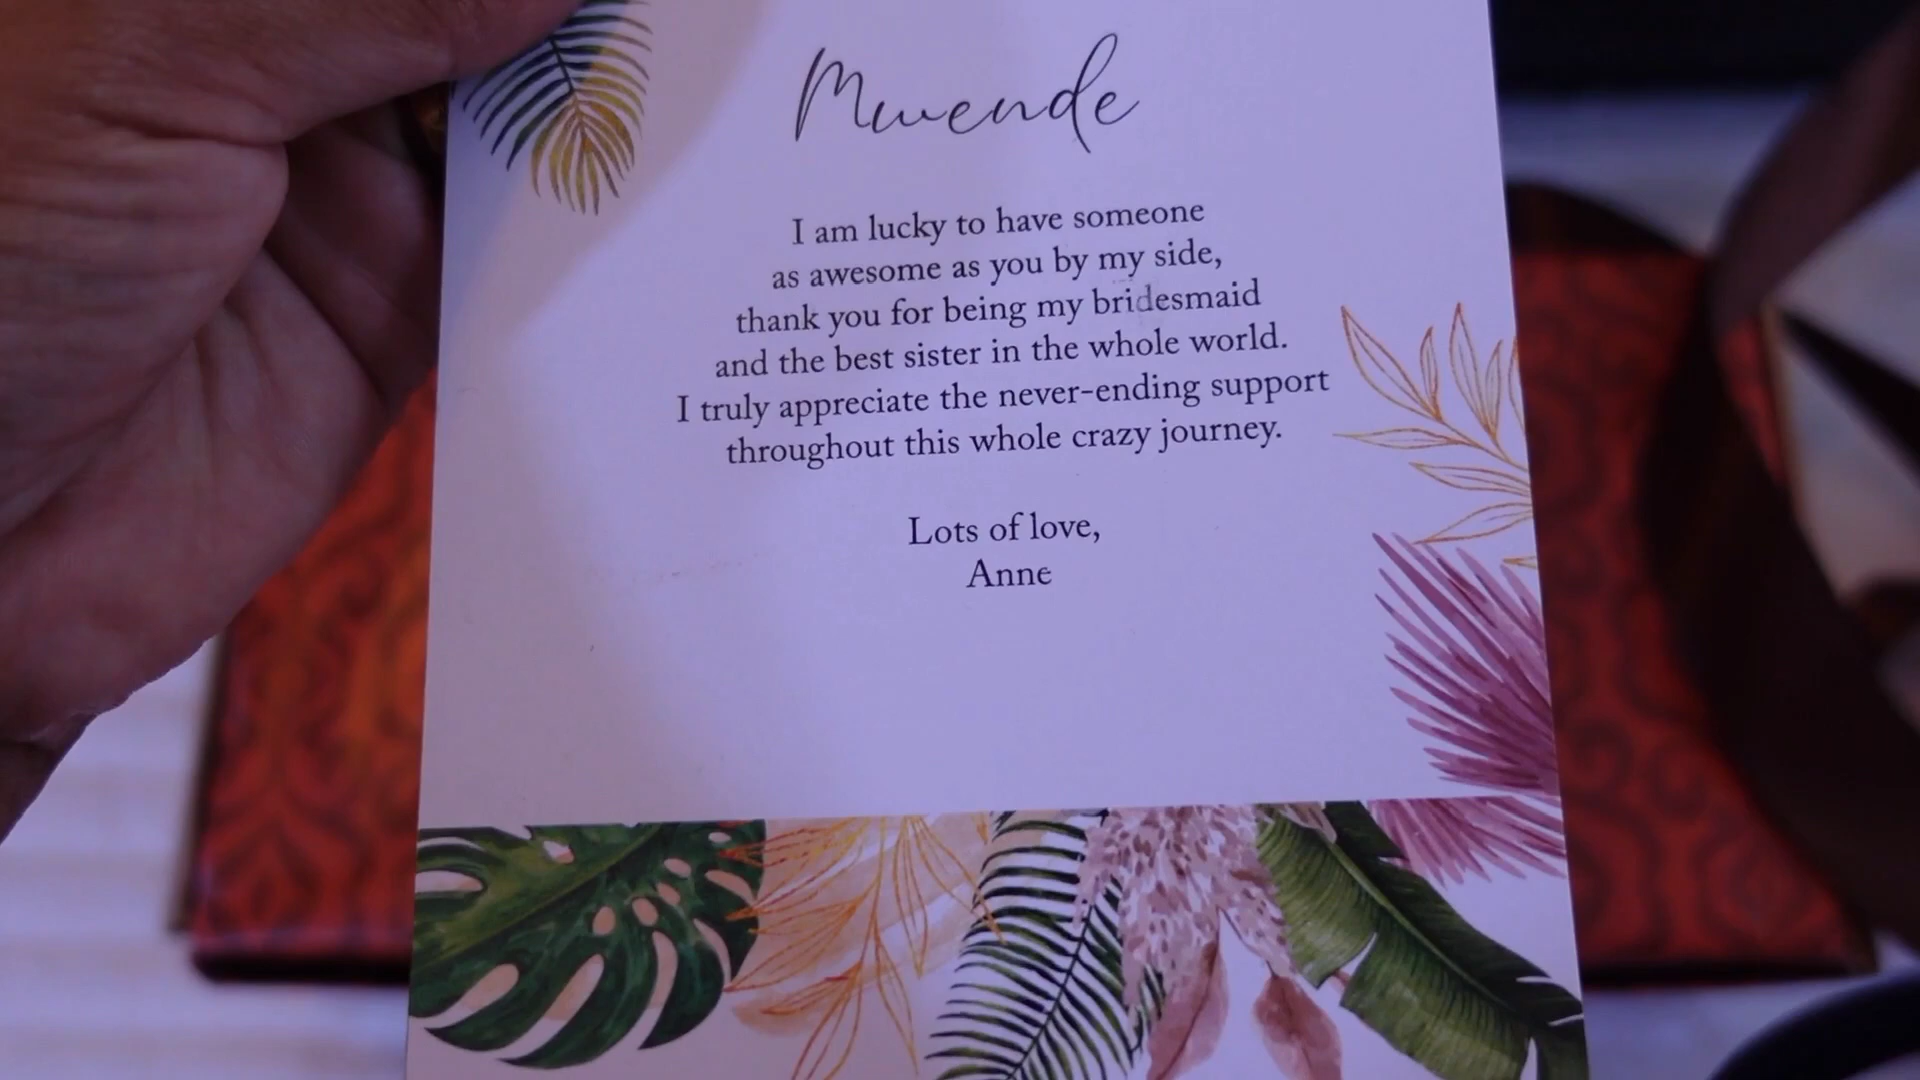 Mwende
I am lucky to have someone
as awesome as you by my side,
thank you for being my bridesmaid
and the best sister in the whole world.
I truly appreciate the never-ending support
throughout this whole crazy journey.
Lots of love,
Anne